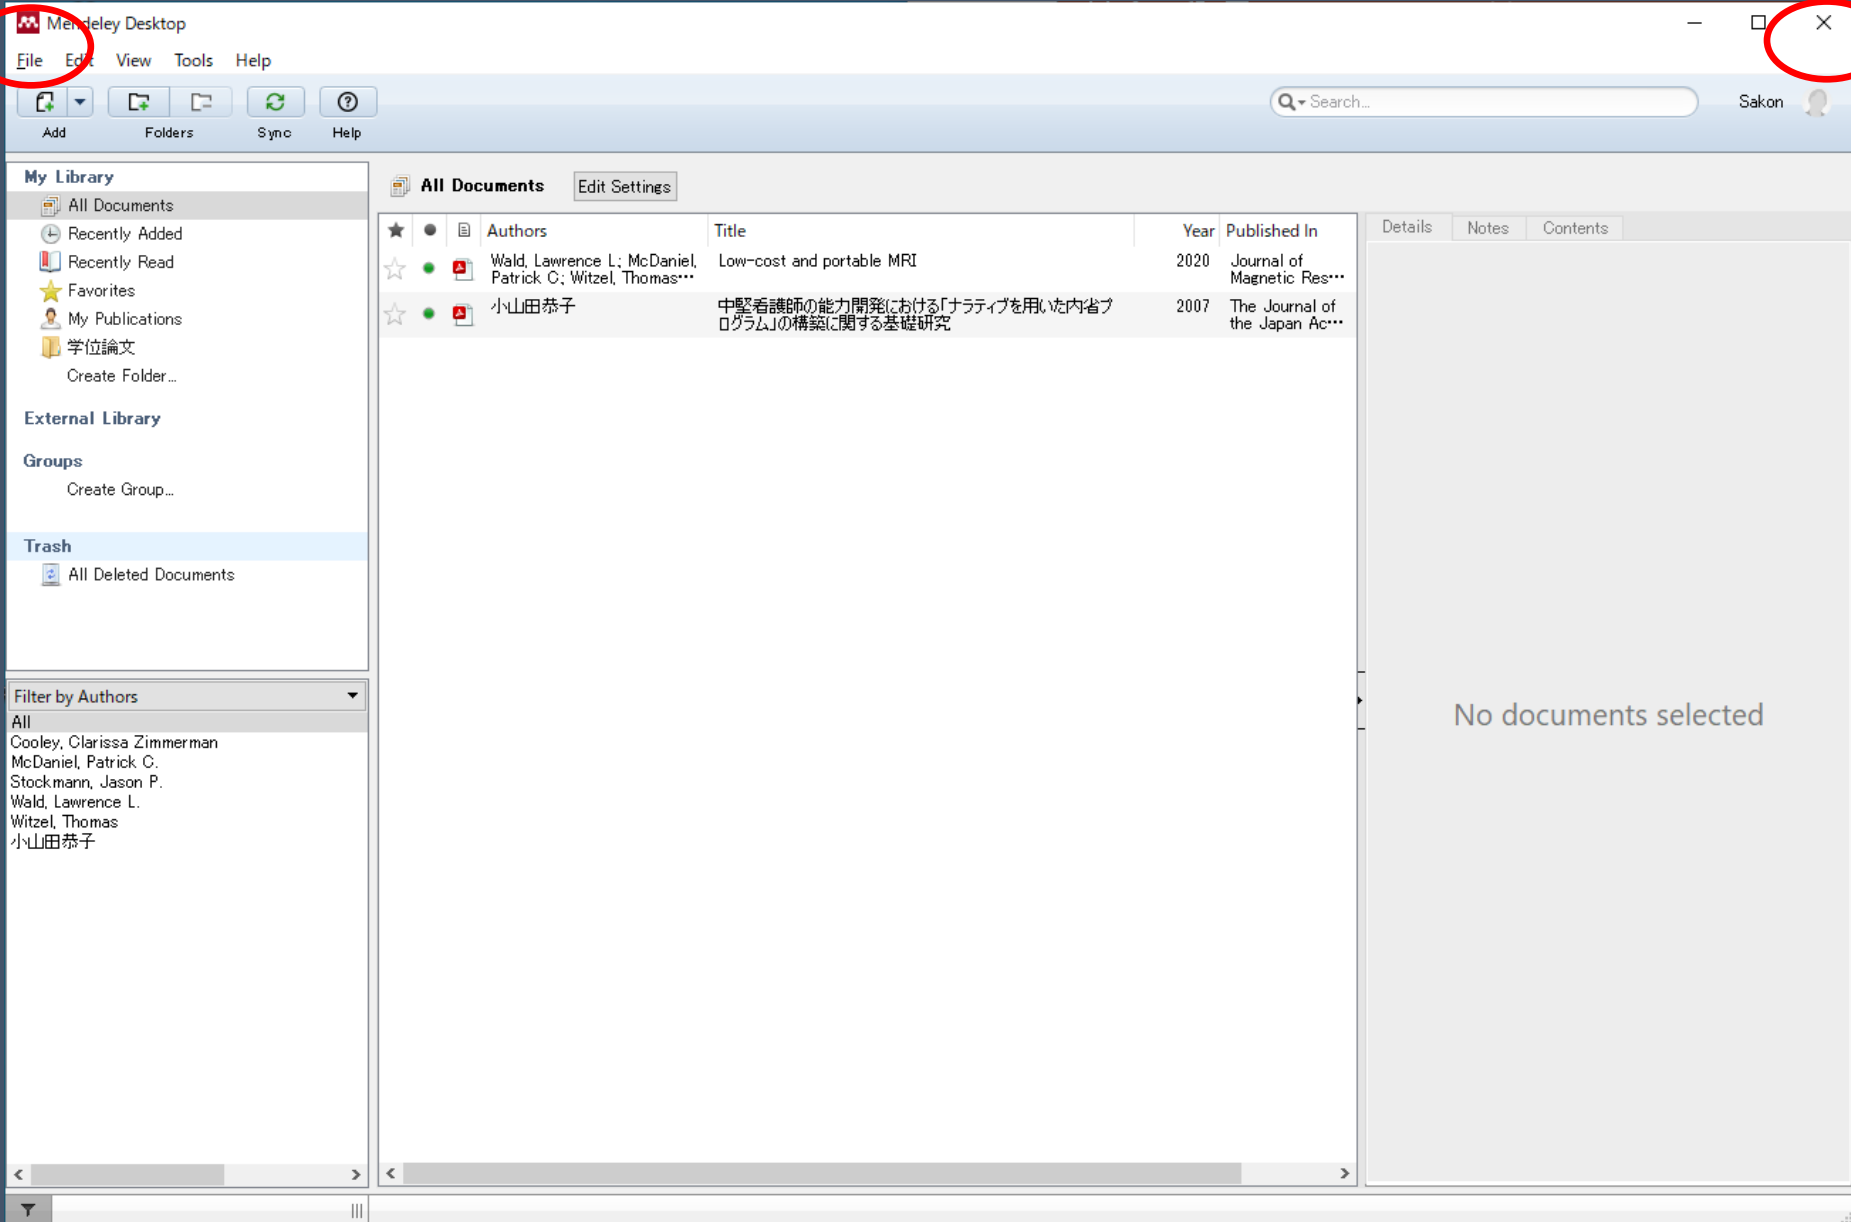 Mendeley Desktop
File Edit View Tools Help
Search...
Sakon
Add Folders Sync Help
My Library
All Documents
Recently Added
Recently Read
Favorites
My Publications
学位論文
Create Folder...
External Library
Groups
Create Group...
Trash
All Deleted Documents
Filter by Authors
All
Cooley, Clarissa Zimmerman
McDaniel, Patrick C.
Stockmann, Jason P.
Wald, Lawrence L.
Witzel, Thomas
小山田恭子
All Documents Edit Settings
Authors Title Year Published In
Wald, Lawrence L; McDaniel, Low-cost and portable MRI 2020 Journal of
Patrick C; Witzel, Thomas… Magnetic Res…
小山田恭子 中堅看護師の能力開発における「ナラティブを用いた内省プ 2007 The Journal of
ログラム」の構築に関する基礎研究 the Japan Ac…
Details Notes Contents
No documents selected